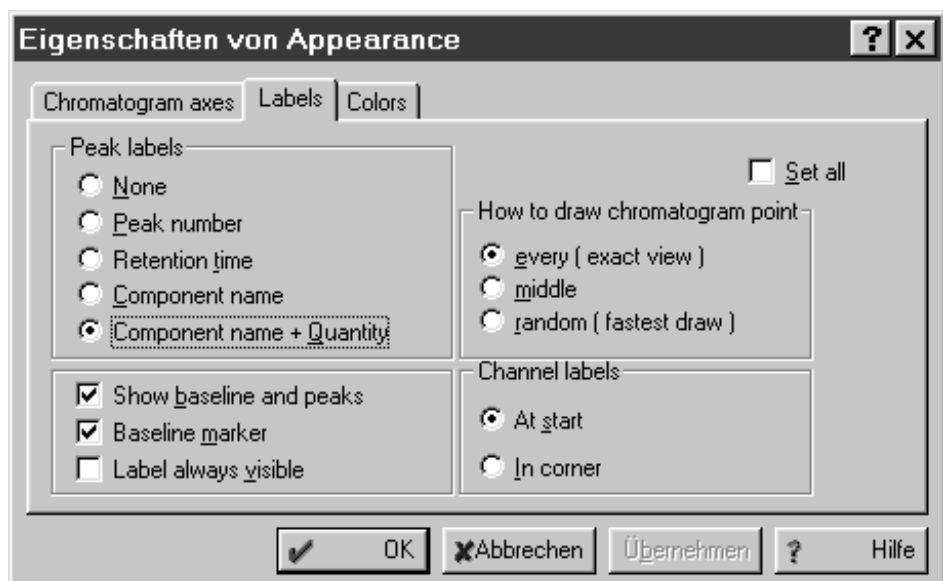 Eigenschaften von Appearance
Chromatogram axes
Labels
Colors
Peak labels
None
Peak number
Retention time
Component name
Component name + Quantity
Show baseline and peaks
Baseline marker
Label always visible
Set all
How to draw chromatogram point
every ( exact view )
middle
random ( fastest draw )
Channel labels
At start
In corner
OK
Abbrechen
Übernehmen
Hilfe